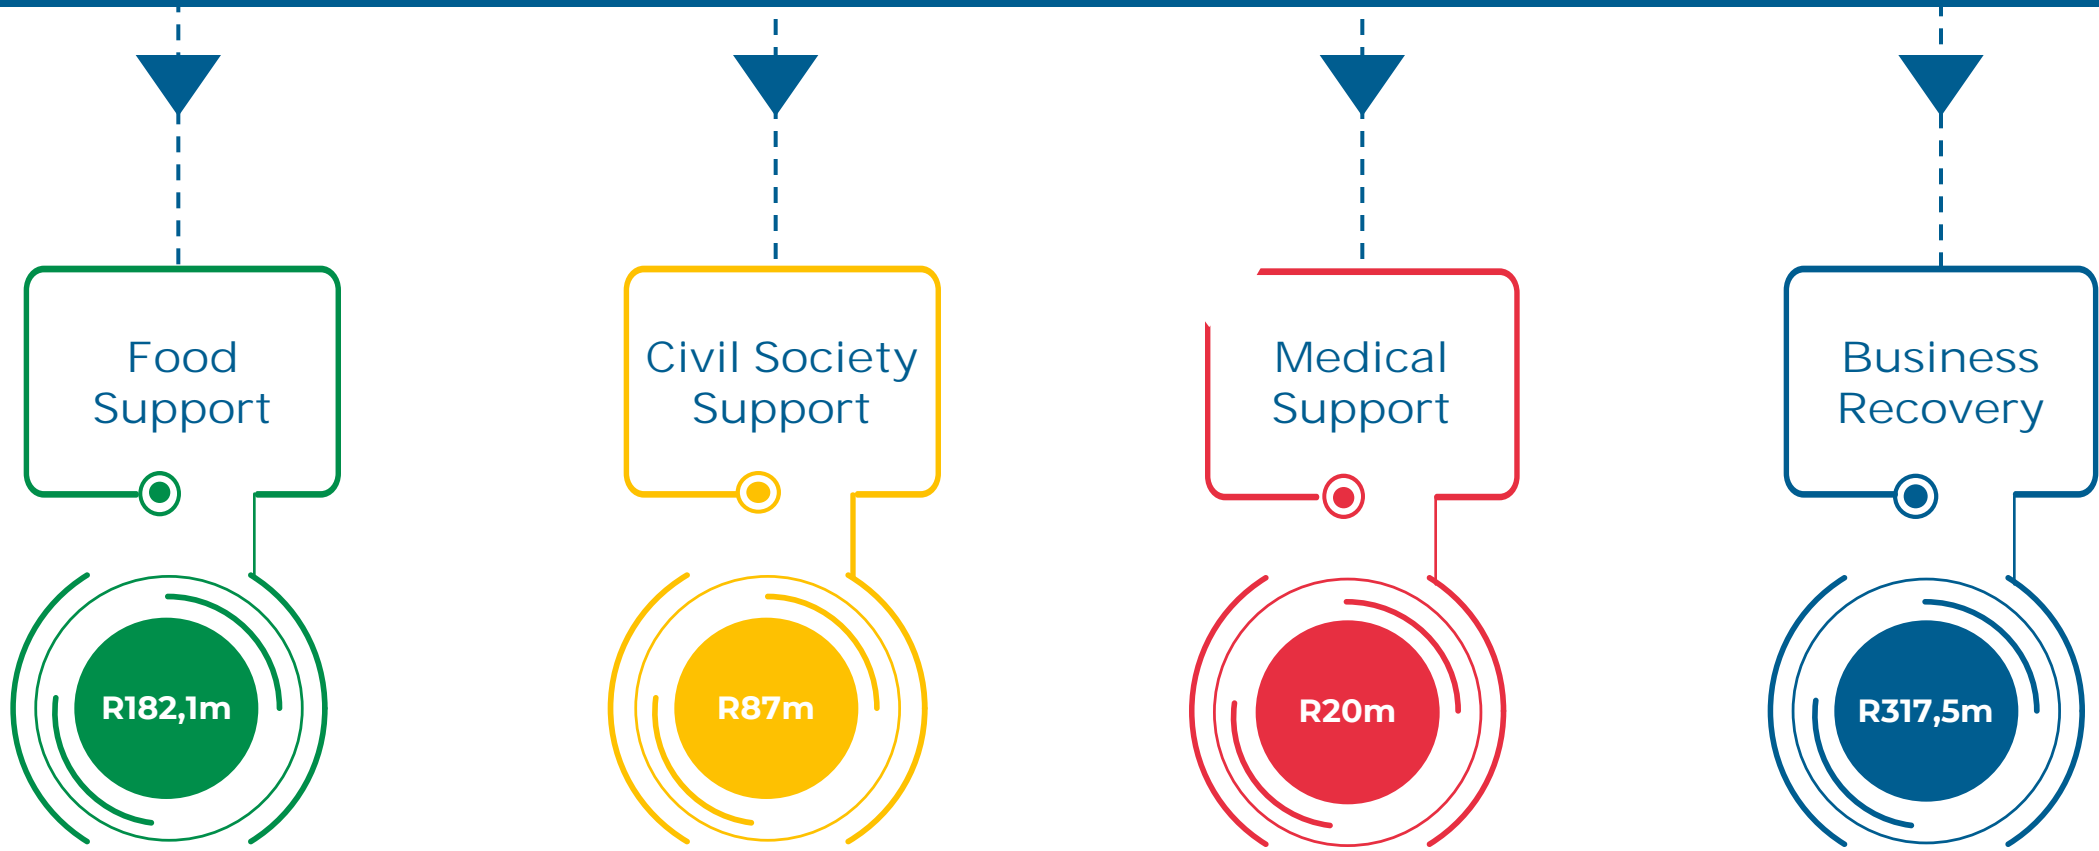 Food
Support
Civil Society
Support
Medical
Support
Business
Recovery
R182,1m
R87m
R20m
R317,5m